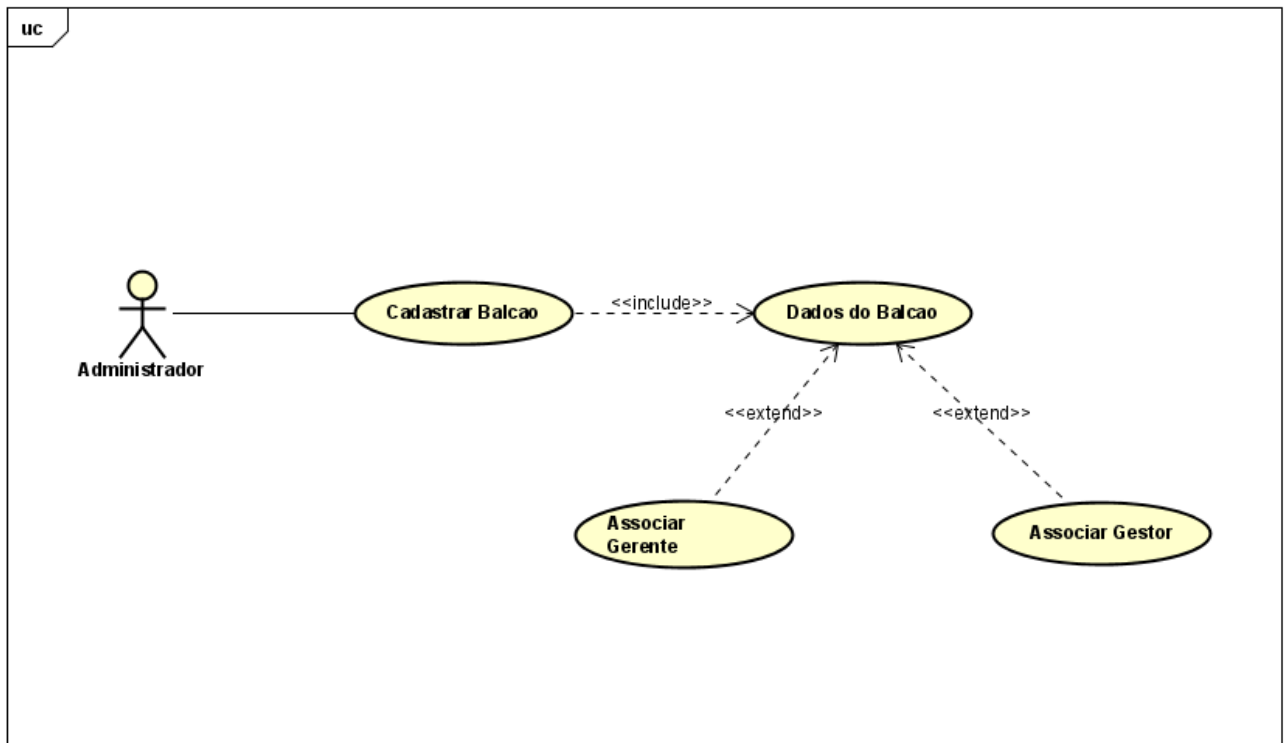 uc
Administrador
Cadastrar Balcao
<<include>>
Dados do Balcao
<<extend>>
<<extend>>
Associar
Gerente
Associar Gestor